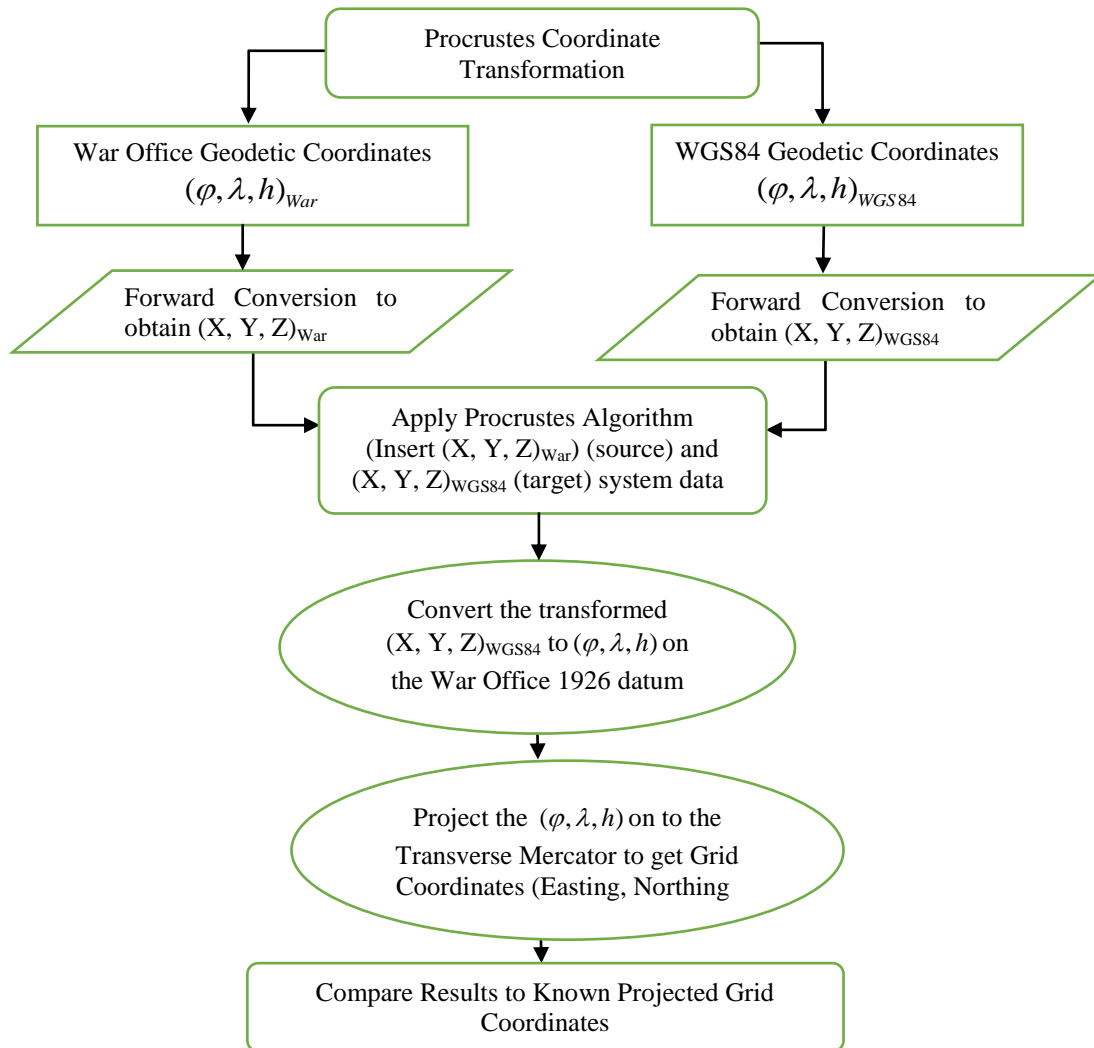 Procrustes Coordinate
Transformation
War Office Geodetic Coordinates
(φ, λ, h)War
WGS84 Geodetic Coordinates
(φ, λ, h)WGS84
Forward Conversion to
obtain (X, Y, Z)War
Forward Conversion to
obtain (X, Y, Z)WGS84
Apply Procrustes Algorithm
(Insert (X, Y, Z)War) (source) and
(X, Y, Z)WGS84 (target) system data
Convert the transformed
(X, Y, Z)WGS84 to (φ, λ, h) on
the War Office 1926 datum
Project the (φ, λ, h) on to the
Transverse Mercator to get Grid
Coordinates (Easting, Northing
Compare Results to Known Projected Grid
Coordinates